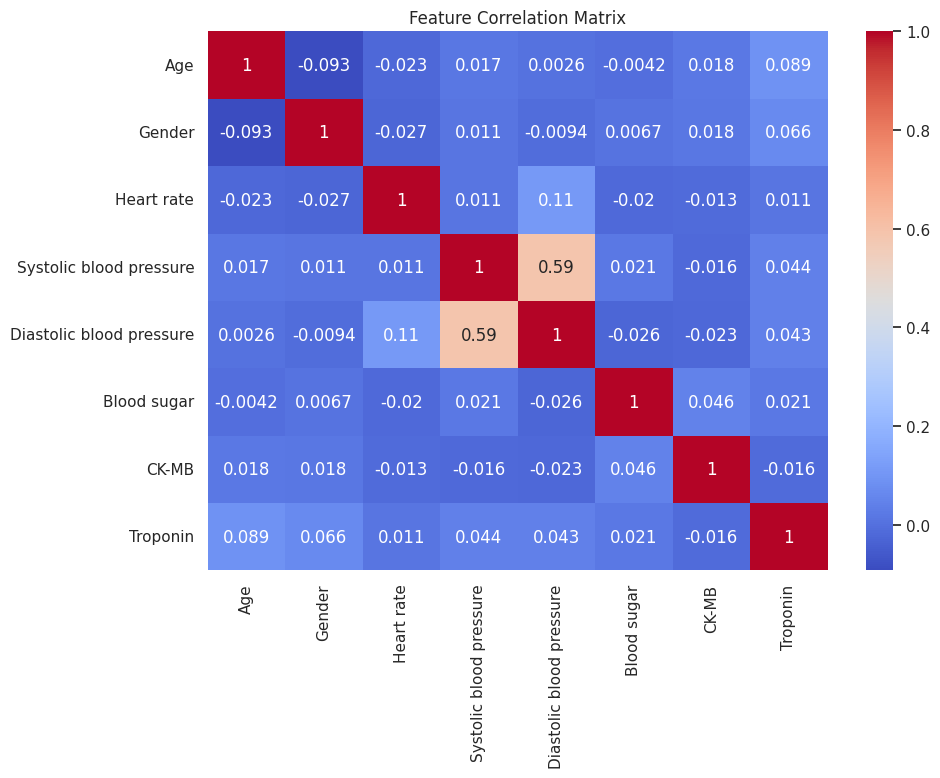 Feature Correlation Matrix
Age 1 -0.093 -0.023 0.017 0.0026 -0.0042 0.018 0.089
Gender -0.093 1 -0.027 0.011 -0.0094 0.0067 0.018 0.066
Heart rate -0.023 -0.027 1 0.011 0.11 -0.02 -0.013 0.011
Systolic blood pressure 0.017 0.011 0.011 1 0.59 0.021 -0.016 0.044
Diastolic blood pressure 0.0026 -0.0094 0.11 0.59 1 -0.026 -0.023 0.043
Blood sugar -0.0042 0.0067 -0.02 0.021 -0.026 1 0.046 0.021
CK-MB 0.018 0.018 -0.013 -0.016 -0.023 0.046 1 -0.016
Troponin 0.089 0.066 0.011 0.044 0.043 0.021 -0.016 1
Age
Gender
Heart rate
Systolic blood pressure
Diastolic blood pressure
Blood sugar
CK-MB
Troponin
1.0
0.8
0.6
0.4
0.2
0.0